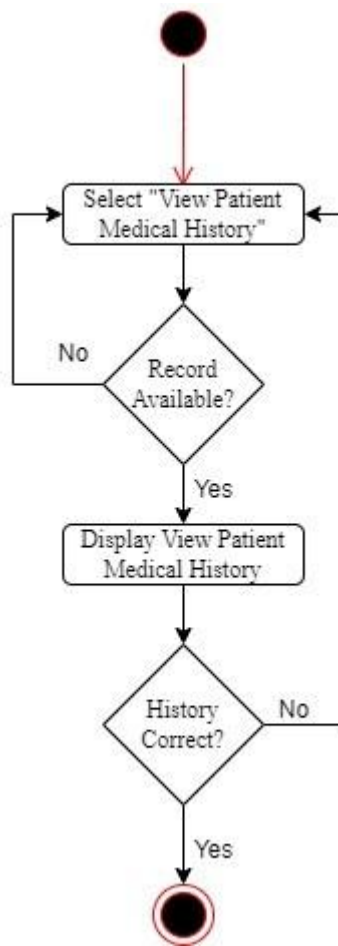 Select "View Patient
Medical History"
No
Record
Available?
Yes
Display View Patient
Medical History
History
Correct?
No
Yes